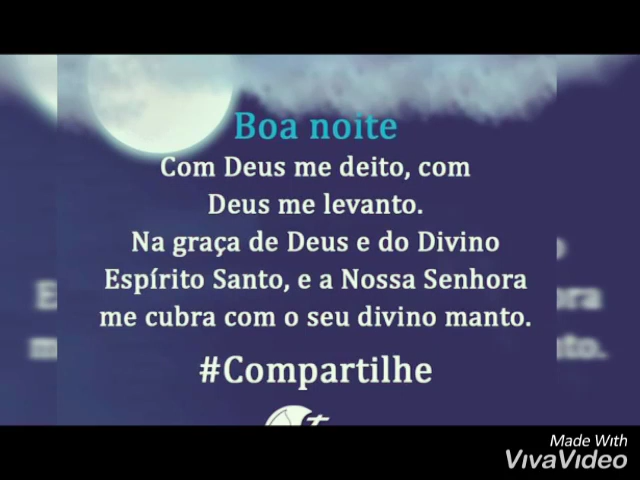 Boa noite
Com Deus me deito, com
Deus me levanto.
Na graça de Deus e do Divino
Espírito Santo, e a Nossa Senhora
me cubra com o seu divino manto.
#Compartilhe
Made With
VivaVideo